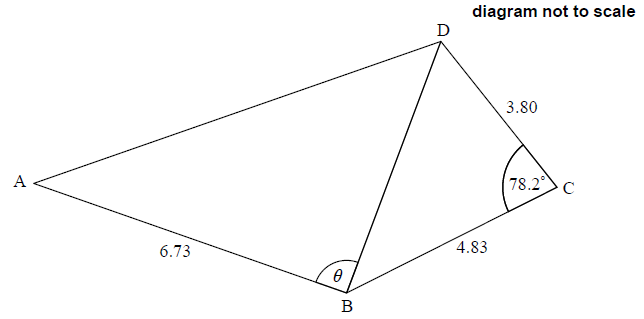 diagram not to scale
D
3.80
A
78.2°
C
6.73
4.83
θ
B